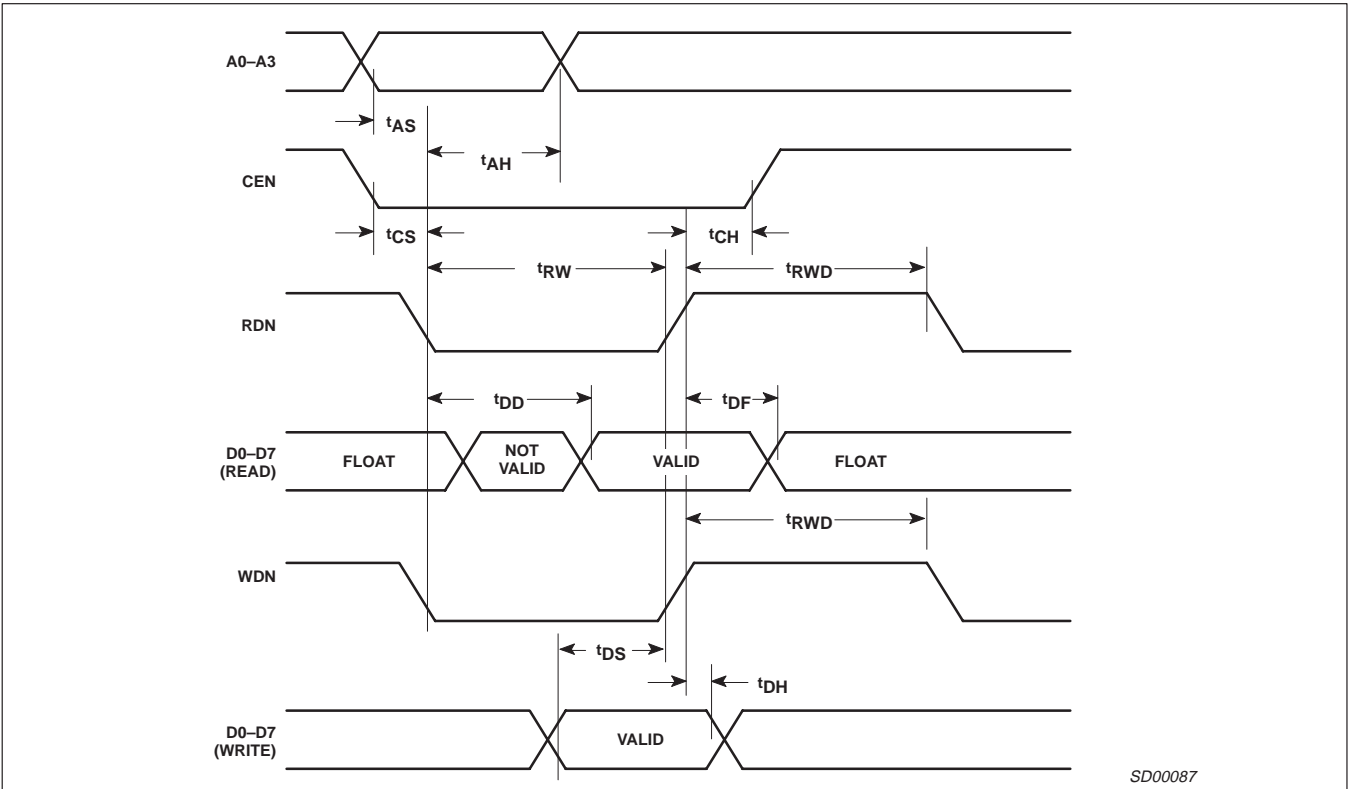 A0–A3
tAS
tAH
CEN
tCS
tCH
tRW
tRWD
RDN
tDD
tDF
D0–D7
(READ)
FLOAT
NOT
VALID
VALID
FLOAT
tRWD
WDN
tDS
tDH
D0–D7
(WRITE)
VALID
SD00087